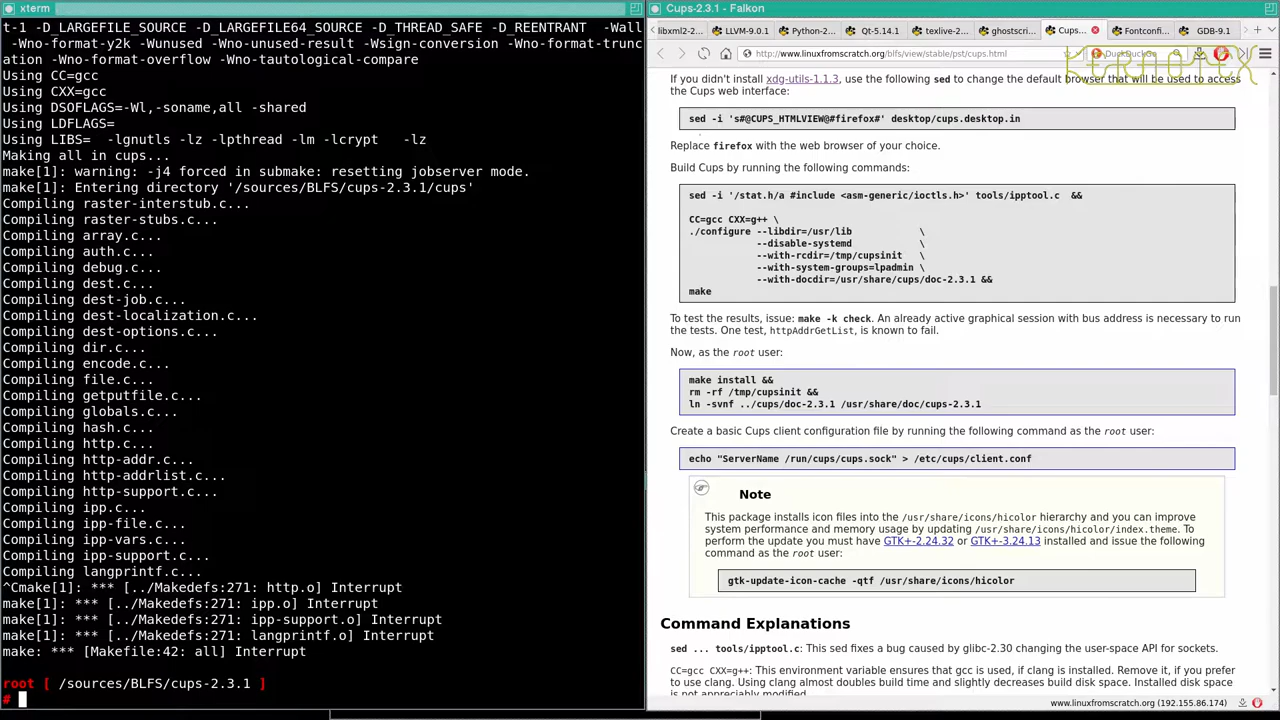 xterm
t-1 -D_LARGEFILE_SOURCE -D_LARGEFILE64_SOURCE -D_THREAD_SAFE -D_REENTRANT  -Wall
 -Wno-format-y2k -Wunused -Wno-unused-result -Wsign-conversion -Wno-format-trunc
ation -Wno-format-overflow -Wno-tautological-compare
Using CC=gcc
Using CXX=gcc
Using DSOFLAGS=-Wl,-soname,all -shared
Using LDFLAGS=
Using LIBS=  -lgnutls -lz -lpthread -lm -lcrypt   -lz
Making all in cups...
make[1]: warning: -j4 forced in submake: resetting jobserver mode.
make[1]: Entering directory '/sources/BLFS/cups-2.3.1/cups'
Compiling raster-interstub.c...
Compiling raster-stubs.c...
Compiling array.c...
Compiling auth.c...
Compiling debug.c...
Compiling dest.c...
Compiling dest-job.c...
Compiling dest-localization.c...
Compiling dest-options.c...
Compiling dir.c...
Compiling encode.c...
Compiling file.c...
Compiling getputfile.c...
Compiling globals.c...
Compiling hash.c...
Compiling http.c...
Compiling http-addr.c...
Compiling http-addrlist.c...
Compiling http-support.c...
Compiling ipp.c...
Compiling ipp-file.c...
Compiling ipp-vars.c...
Compiling ipp-support.c...
Compiling langprintf.c...
^Cmake[1]: *** [../Makedefs:271: http.o] Interrupt
make[1]: *** [../Makedefs:271: ipp.o] Interrupt
make[1]: *** [../Makedefs:271: ipp-support.o] Interrupt
make[1]: *** [../Makedefs:271: langprintf.o] Interrupt
make: *** [Makefile:42: all] Interrupt
root [ /sources/BLFS/cups-2.3.1 ]
#
Cups-2.3.1 - Falkon
libxml2-2... LLVM-9.0.1 Python-2... Qt-5.14.1 texlive-2... ghostscri... Cups-... Fontconfi... GDB-9.1
http://www.linuxfromscratch.org/blfs/view/stable/pst/cups.html DuckDuckGo
KERNOTEX
If you didn't install xdg-utils-1.1.3, use the following sed to change the default browser that will be used to access
the Cups web interface:
sed -i 's#@CUPS_HTMLVIEW@#firefox#' desktop/cups.desktop.in
Replace firefox with the web browser of your choice.
Build Cups by running the following commands:
sed -i '/stat.h/a #include <asm-generic/ioctls.h>' tools/ipptool.c  &&
CC=gcc CXX=g++ \
./configure --libdir=/usr/lib \
--disable-systemd \
--with-rcdir=/tmp/cupsinit \
--with-system-groups=lpadmin \
--with-docdir=/usr/share/cups/doc-2.3.1 &&
make
To test the results, issue: make -k check. An already active graphical session with bus address is necessary to run
the tests. One test, httpAddrGetList, is known to fail.
Now, as the root user:
make install &&
rm -rf /tmp/cupsinit &&
ln -svnf ../cups/doc-2.3.1 /usr/share/doc/cups-2.3.1
Create a basic Cups client configuration file by running the following command as the root user:
echo "ServerName /run/cups/cups.sock" > /etc/cups/client.conf
Note
This package installs icon files into the /usr/share/icons/hicolor hierarchy and you can improve
system performance and memory usage by updating /usr/share/icons/hicolor/index.theme. To
perform the update you must have GTK+-2.24.32 or GTK+-3.24.13 installed and issue the following
command as the root user:
gtk-update-icon-cache -qtf /usr/share/icons/hicolor
Command Explanations
sed ... tools/ipptool.c: This sed fixes a bug caused by glibc-2.30 changing the user-space API for sockets.
CC=gcc CXX=g++: This environment variable ensures that gcc is used, if clang is installed. Remove it, if you prefer
to use clang. Using clang almost doubles build time and slightly decreases build disk space. Installed disk space
is not appreciably modified.
www.linuxfromscratch.org (192.155.86.174)